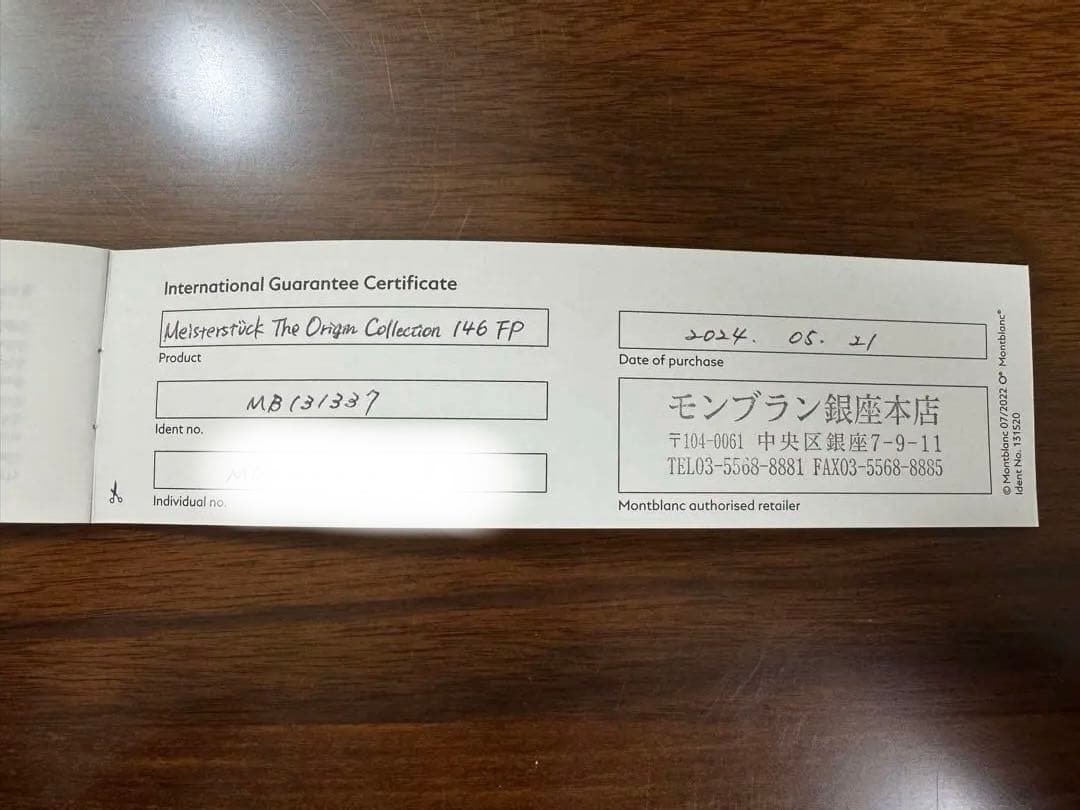 International Guarantee Certificate
Meisterstück The Origin Collection 146 FP
Product
MB131337
Ident no.
Individual no.
2024. 05. 21
Date of purchase
モンブラン銀座本店
〒104-0061 中央区銀座7-9-11
TEL03-5568-8881 FAX03-5568-8885
Montblanc authorised retailer
© Montblanc 07/2022 O° Montblanc®
Ident No. 131520